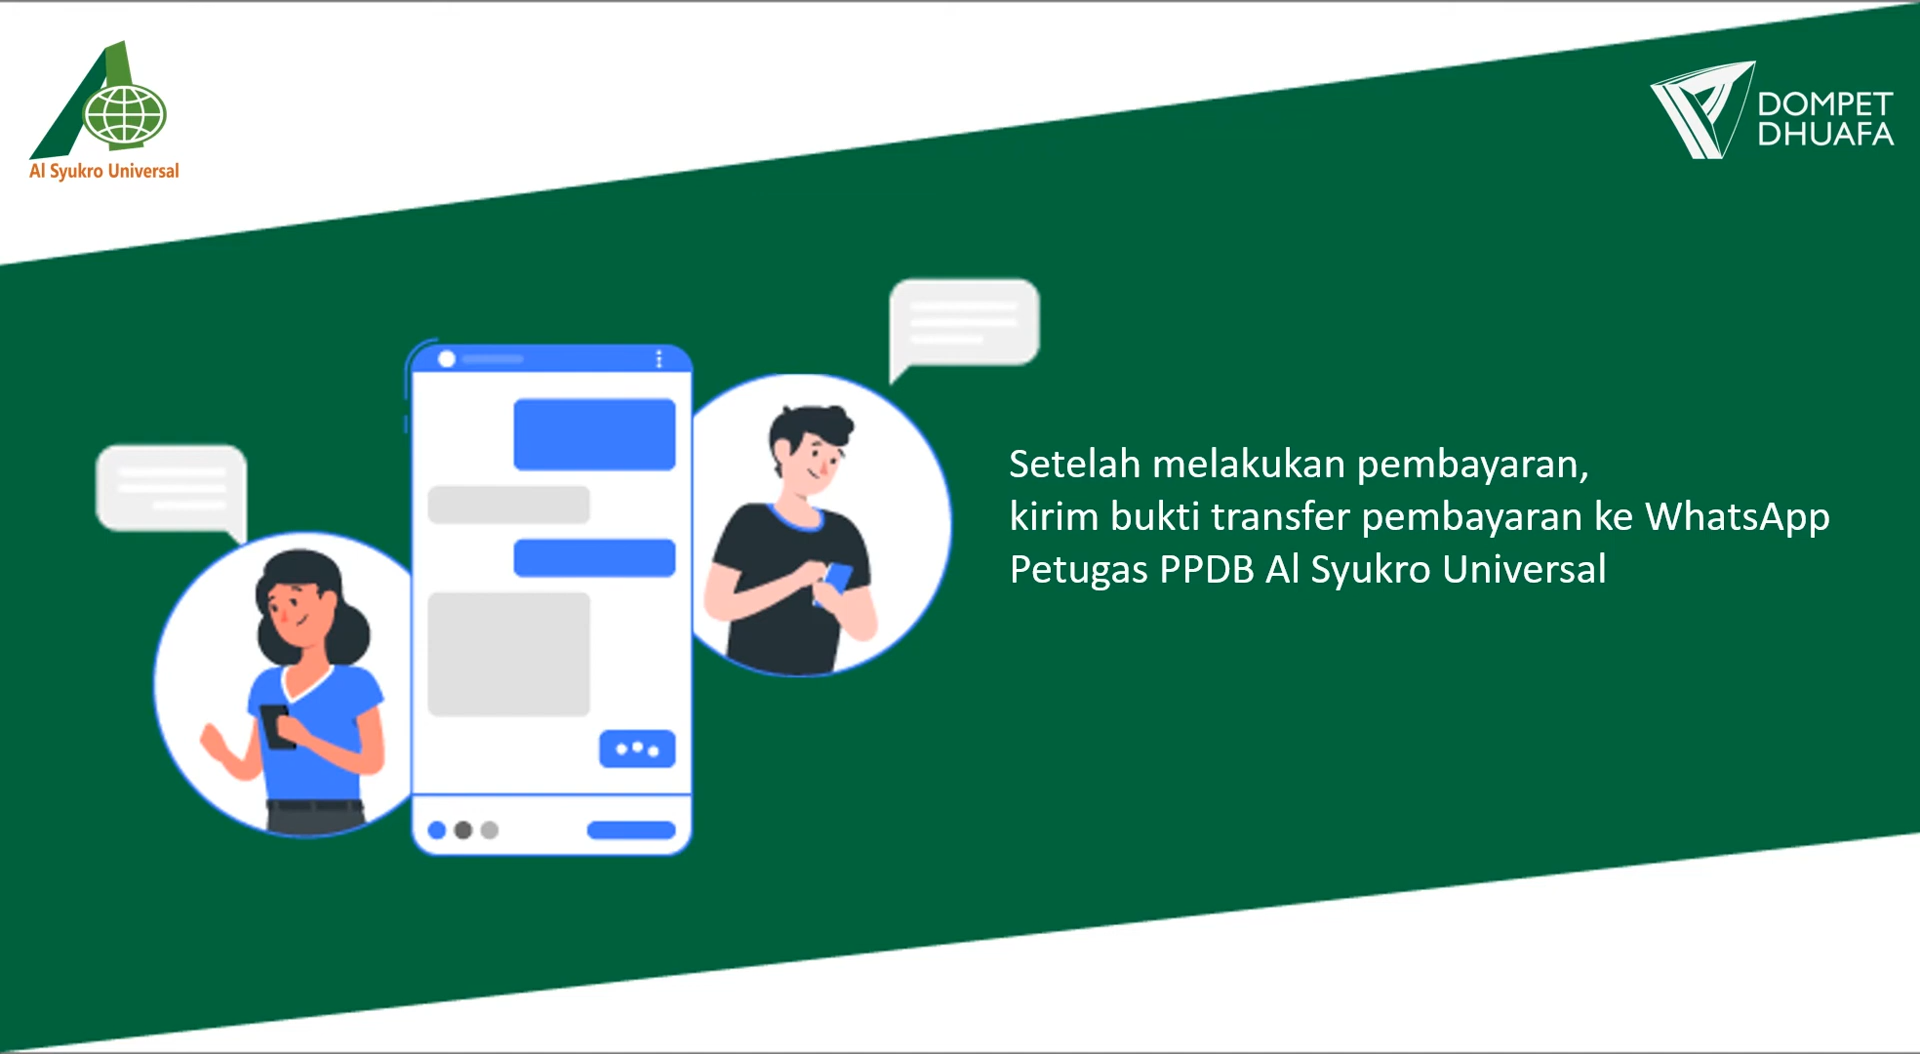 Al Syukro Universal
DOMPET
DHUAFA
Setelah melakukan pembayaran,
kirim bukti transfer pembayaran ke WhatsApp
Petugas PPDB Al Syukro Universal